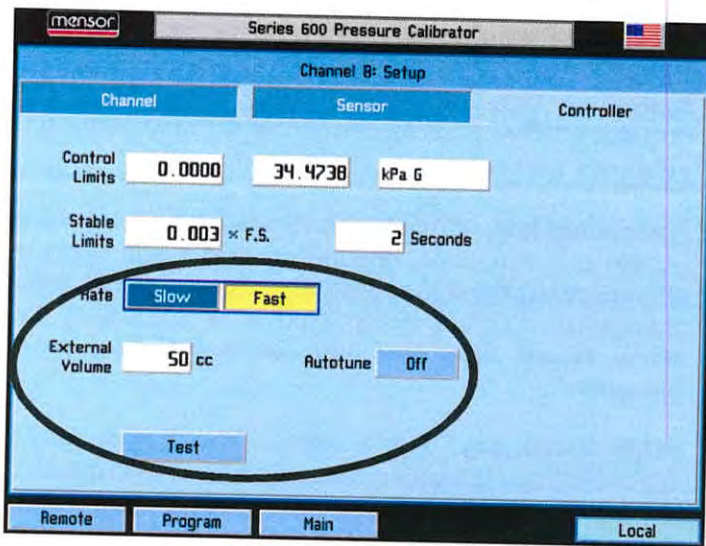 mensor
Series 600 Pressure Calibrator
Channel B: Setup
Channel Sensor Controller
Control Limits 0.0000 34.4738 kPa G
Stable Limits 0.003 × F.S. 2 Seconds
Rate Slow Fast
External Volume 50 cc Autotune Off
Test
Remote Program Main Local